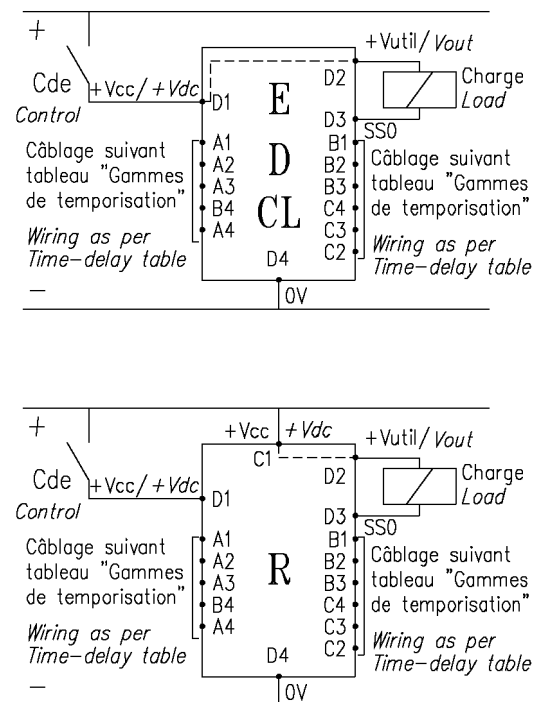 +
+Vutil/Vout
Cde
Control
+Vcc/+Vdc
D1
E
D
CL
D2
D3
SS0
Charge
Load
Câblage suivant
tableau "Gammes
de temporisation"
Wiring as per
Time-delay table
A1
A2
A3
B4
A4
B1
B2
B3
C4
C3
C2
Câblage suivant
tableau "Gammes
de temporisation"
Wiring as per
Time-delay table
D4
–
0V
+
+Vcc
+Vdc
+Vutil/Vout
C1
Cde
Control
+Vcc/+Vdc
D1
R
D2
D3
SS0
Charge
Load
Câblage suivant
tableau "Gammes
de temporisation"
Wiring as per
Time-delay table
A1
A2
A3
B4
A4
B1
B2
B3
C4
C3
C2
Câblage suivant
tableau "Gammes
de temporisation"
Wiring as per
Time-delay table
D4
–
0V